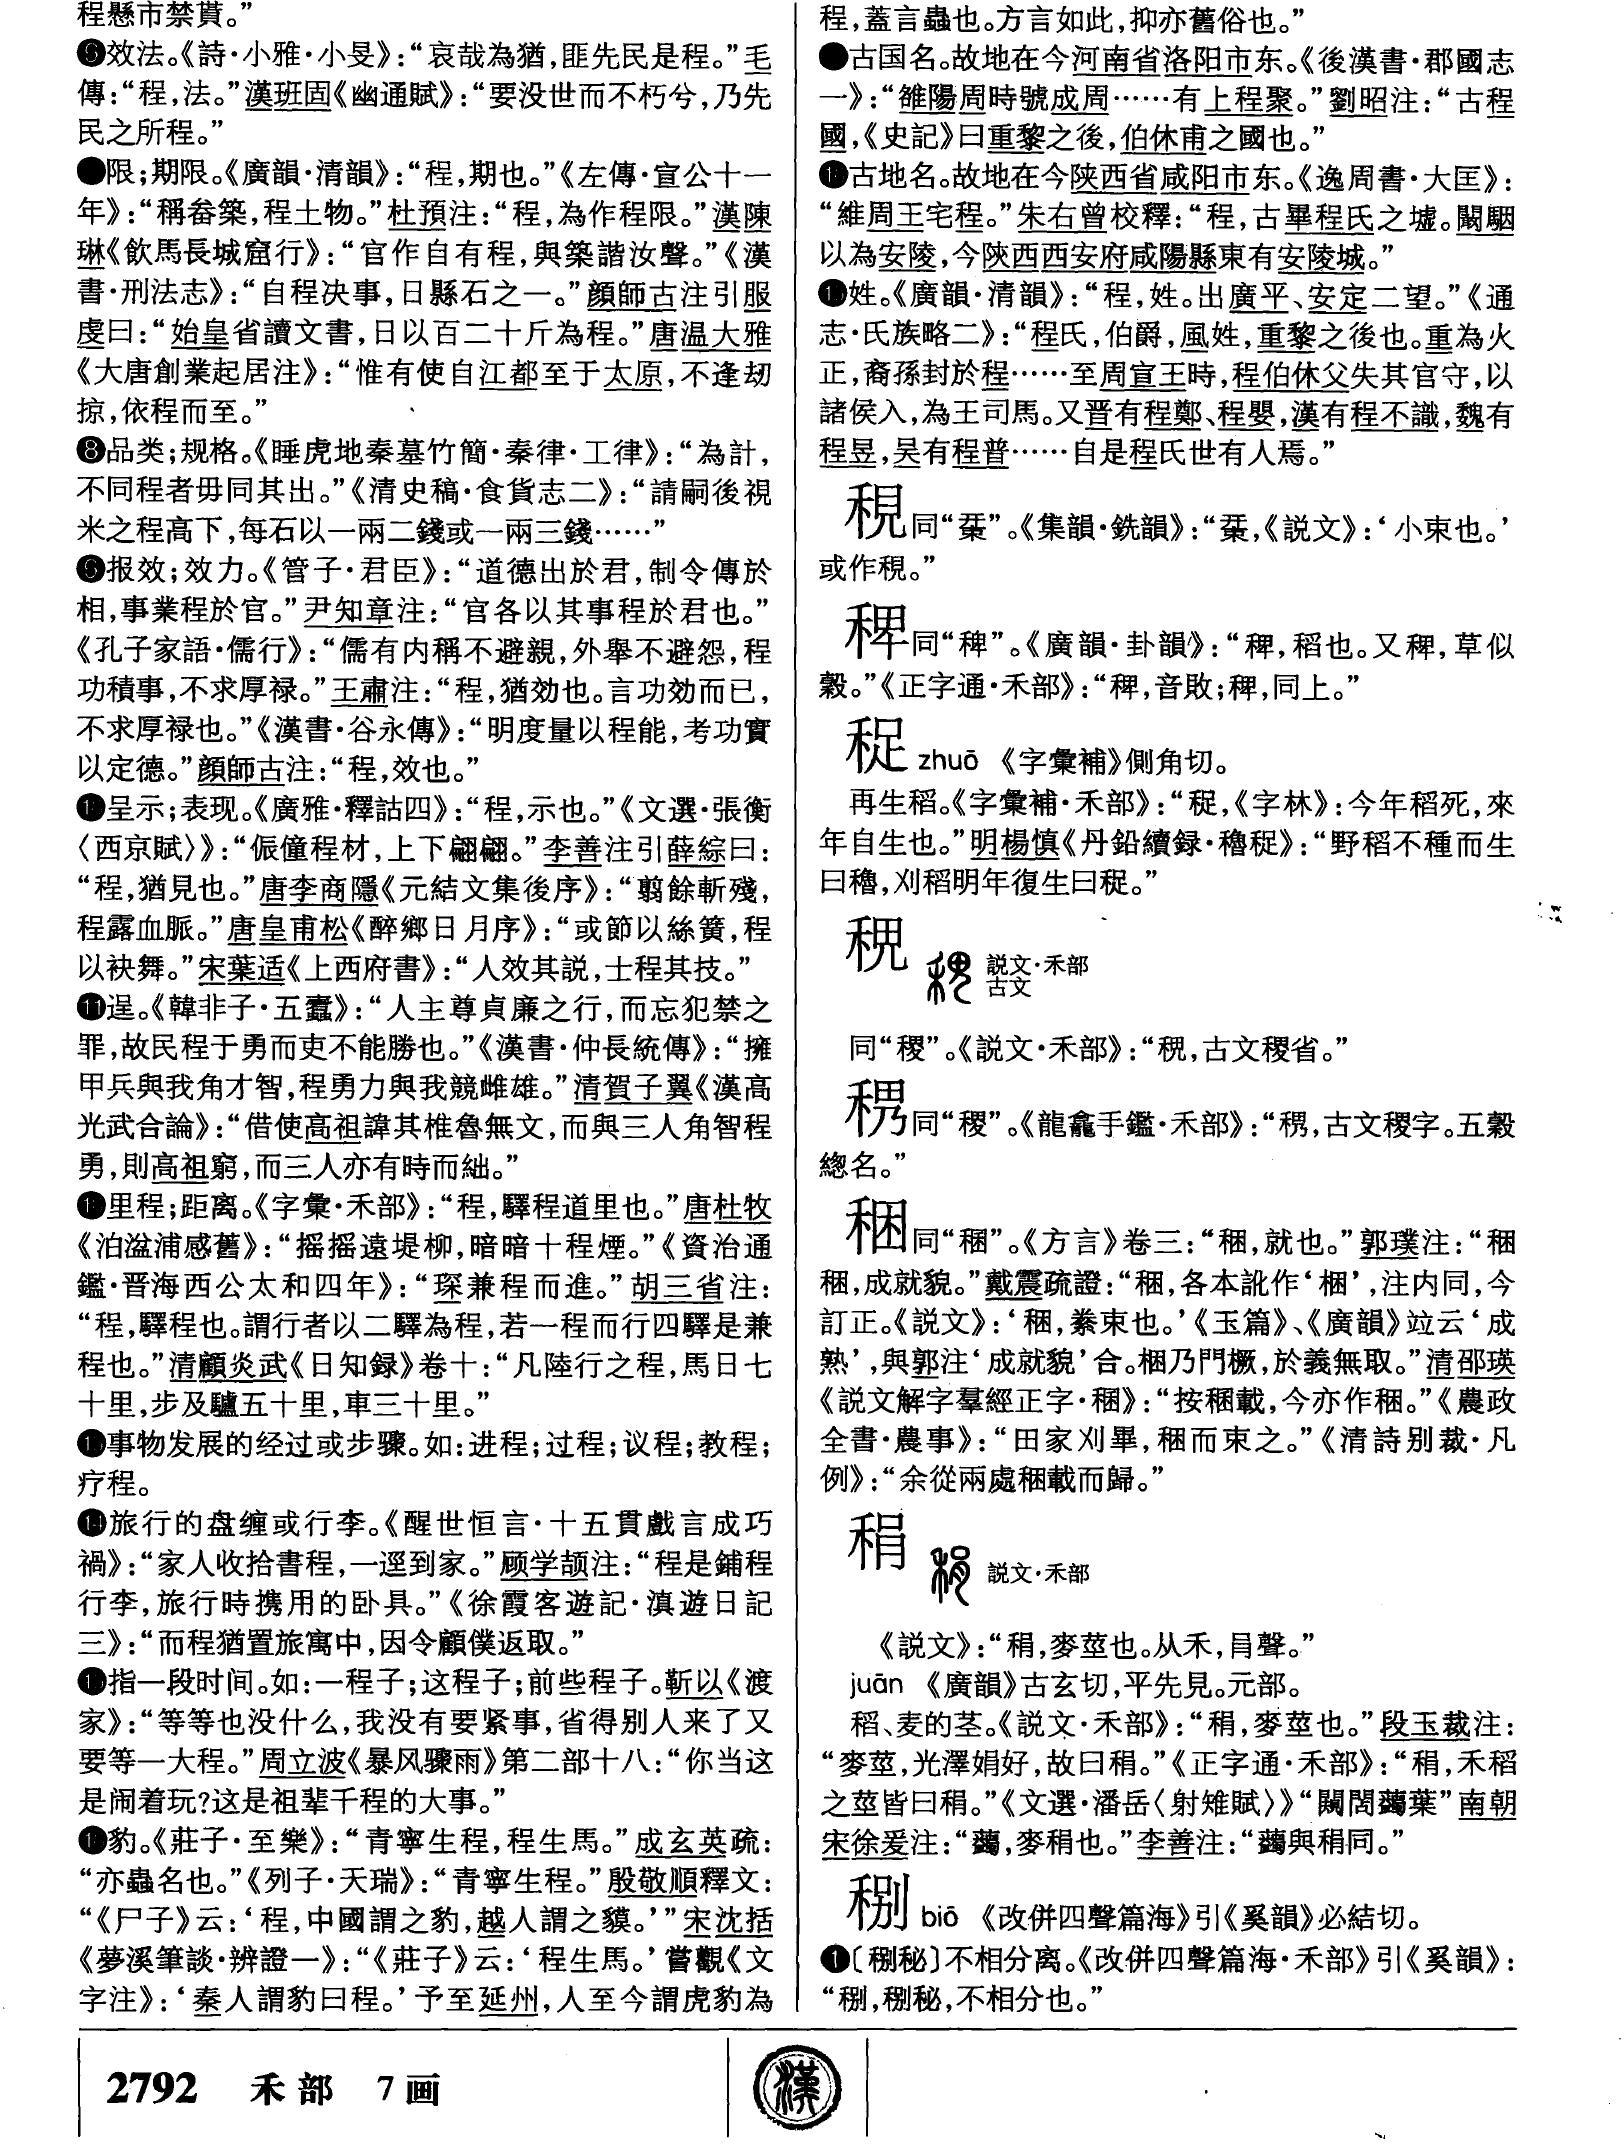 程懸市禁貰。”
❻效法。《詩·小雅·小旻》：“哀哉為猶，匪先民是程。”毛
傳：“程，法。”漢班固《幽通賦》：“要没世而不朽兮，乃先
民之所程。”
●限；期限。《廣韻·清韻》：“程，期也。”《左傳·宣公十一
年》：“稱畚築，程土物。”杜預注：“程，為作程限。”漢陳
琳《飲馬長城窟行》：“官作自有程，與築諧汝聲。”《漢
書·刑法志》：“自程决事，日縣石之一。”顔師古注引服
虔曰：“始皇省讀文書，日以百二十斤為程。”唐温大雅
《大唐創業起居注》：“惟有使自江都至于太原，不逢劫
掠，依程而至。”
❽品类；规格。《睡虎地秦墓竹簡·秦律·工律》：“為計，
不同程者毋同其出。”《清史稿·食貨志二》：“請嗣後視
米之程高下，每石以一兩二錢或一兩三錢……”
❾报效；效力。《管子·君臣》：“道德出於君，制令傳於
相，事業程於官。”尹知章注：“官各以其事程於君也。”
《孔子家語·儒行》：“儒有内稱不避親，外舉不避怨，程
功積事，不求厚禄。”王肅注：“程，猶効也。言功効而已，
不求厚禄也。”《漢書·谷永傳》：“明度量以程能，考功實
以定德。”顔師古注：“程，效也。”
❿呈示；表现。《廣雅·釋詁四》：“程，示也。”《文選·張衡
〈西京賦〉》：“侲僮程材，上下翩翩。”李善注引薛綜曰：
“程，猶見也。”唐李商隱《元結文集後序》：“翦餘斬殘，
程露血脈。”唐皇甫松《醉鄉日月序》：“或節以絲簧，程
以袂舞。”宋葉适《上西府書》：“人效其説，士程其技。”
⓫逞。《韓非子·五蠹》：“人主尊貞廉之行，而忘犯禁之
罪，故民程于勇而吏不能勝也。”《漢書·仲長統傳》：“擁
甲兵與我角才智，程勇力與我競雌雄。”清賀子翼《漢高
光武合論》：“借使高祖諱其椎魯無文，而與三人角智程
勇，則高祖窮，而三人亦有時而絀。”
⓬里程；距离。《字彙·禾部》：“程，驛程道里也。”唐杜牧
《泊湓浦感舊》：“摇摇遠堤柳，暗暗十程煙。”《資治通
鑑·晋海西公太和四年》：“琛兼程而進。”胡三省注：
“程，驛程也。謂行者以二驛為程，若一程而行四驛是兼
程也。”清顧炎武《日知録》卷十：“凡陸行之程，馬日七
十里，步及驢五十里，車三十里。”
⓭事物发展的经过或步骤。如：进程；过程；议程；教程；
疗程。
⓮旅行的盘缠或行李。《醒世恒言·十五貫戲言成巧
禍》：“家人收拾書程，一逕到家。”顾学颉注：“程是鋪程
行李，旅行時携用的卧具。”《徐霞客遊記·滇遊日記
三》：“而程猶置旅寓中，因令顧僕返取。”
⓯指一段时间。如：一程子；这程子；前些程子。靳以《渡
家》：“等等也没什么，我没有要紧事，省得别人来了又
要等一大程。”周立波《暴风骤雨》第二部十八：“你当这
是闹着玩？这是祖辈千程的大事。”
⓰豹。《莊子·至樂》：“青寧生程，程生馬。”成玄英疏：
“亦蟲名也。”《列子·天瑞》：“青寧生程。”殷敬順釋文：
“《尸子》云：‘程，中國謂之豹，越人謂之貘。’”宋沈括
《夢溪筆談·辨證一》：“《莊子》云：‘程生馬。’嘗觀《文
字注》：‘秦人謂豹曰程。’予至延州，人至今謂虎豹為
程，蓋言蟲也。方言如此，抑亦舊俗也。”
●古国名。故地在今河南省洛阳市东。《後漢書·郡國志
一》：“雒陽周時號成周……有上程聚。”劉昭注：“古程
國，《史記》曰重黎之後，伯休甫之國也。”
⓲古地名。故地在今陕西省咸阳市东。《逸周書·大匡》：
“維周王宅程。”朱右曾校釋：“程，古畢程氏之墟。闞駰
以為安陵，今陝西西安府咸陽縣東有安陵城。”
⓳姓。《廣韻·清韻》：“程，姓。出廣平、安定二望。”《通
志·氏族略二》：“程氏，伯爵，風姓，重黎之後也。重為火
正，裔孫封於程……至周宣王時，程伯休父失其官守，以
諸侯入，為王司馬。又晋有程鄭、程嬰，漢有程不識，魏有
程昱，吴有程普……自是程氏世有人焉。”
䅍同“𣓏”。《集韻·銑韻》：“𣓏，《説文》：‘小束也。’
或作䅍。”
同“稗”。《廣韻·卦韻》：“稗，稻也。又稗，草似
穀。”《正字通·禾部》：“稗，音敗；稗，同上。”
䅵 zhuō 《字彙補》側角切。
再生稻。《字彙補·禾部》：“䅵，《字林》：今年稻死，來
年自生也。”明楊慎《丹鉛續録·穭䅵》：“野稻不種而生
曰穭，刈稻明年復生曰䅵。”
説文·禾部
古文
同“稷”。《説文·禾部》：“𥞚，古文稷省。”
同“稷”。《龍龕手鑑·禾部》：“，古文稷字。五穀
總名。”
稛同“稇”。《方言》卷三：“稛，就也。”郭璞注：“稛
稛，成就貌。”戴震疏證：“稛，各本訛作‘梱’，注内同，今
訂正。《説文》：‘稛，絭束也。’《玉篇》、《廣韻》竝云‘成
熟’，與郭注‘成就貌’合。梱乃門橛，於義無取。”清邵瑛
《説文解字羣經正字·稛》：“按稇載，今亦作稛。”《農政
全書·農事》：“田家刈畢，稛而束之。”《清詩别裁·凡
例》：“余從兩處稛載而歸。”
稍
説文·禾部
《説文》：“稩，麥莖也。从禾，肙聲。”
juān 《廣韻》古玄切，平先見。元部。
稻、麦的茎。《説文·禾部》：“䅌，麥莖也。”段玉裁注：
“麥莖，光澤娟好，故曰䅌。”《正字通·禾部》：“䅌，禾稻
之莖皆曰䅌。”《文選·潘岳〈射雉賦〉》“闚䦗蠲葉”南朝
宋徐爰注：“，麥䅌也。”李善注：“與䅌同。”
䅥 biē 《改併四聲篇海》引《奚韻》必結切。
❶〔䅥秘〕不相分离。《改併四聲篇海·禾部》引《奚韻》：
“䅥，䅥秘，不相分也。”
2792 禾部 7画
漢